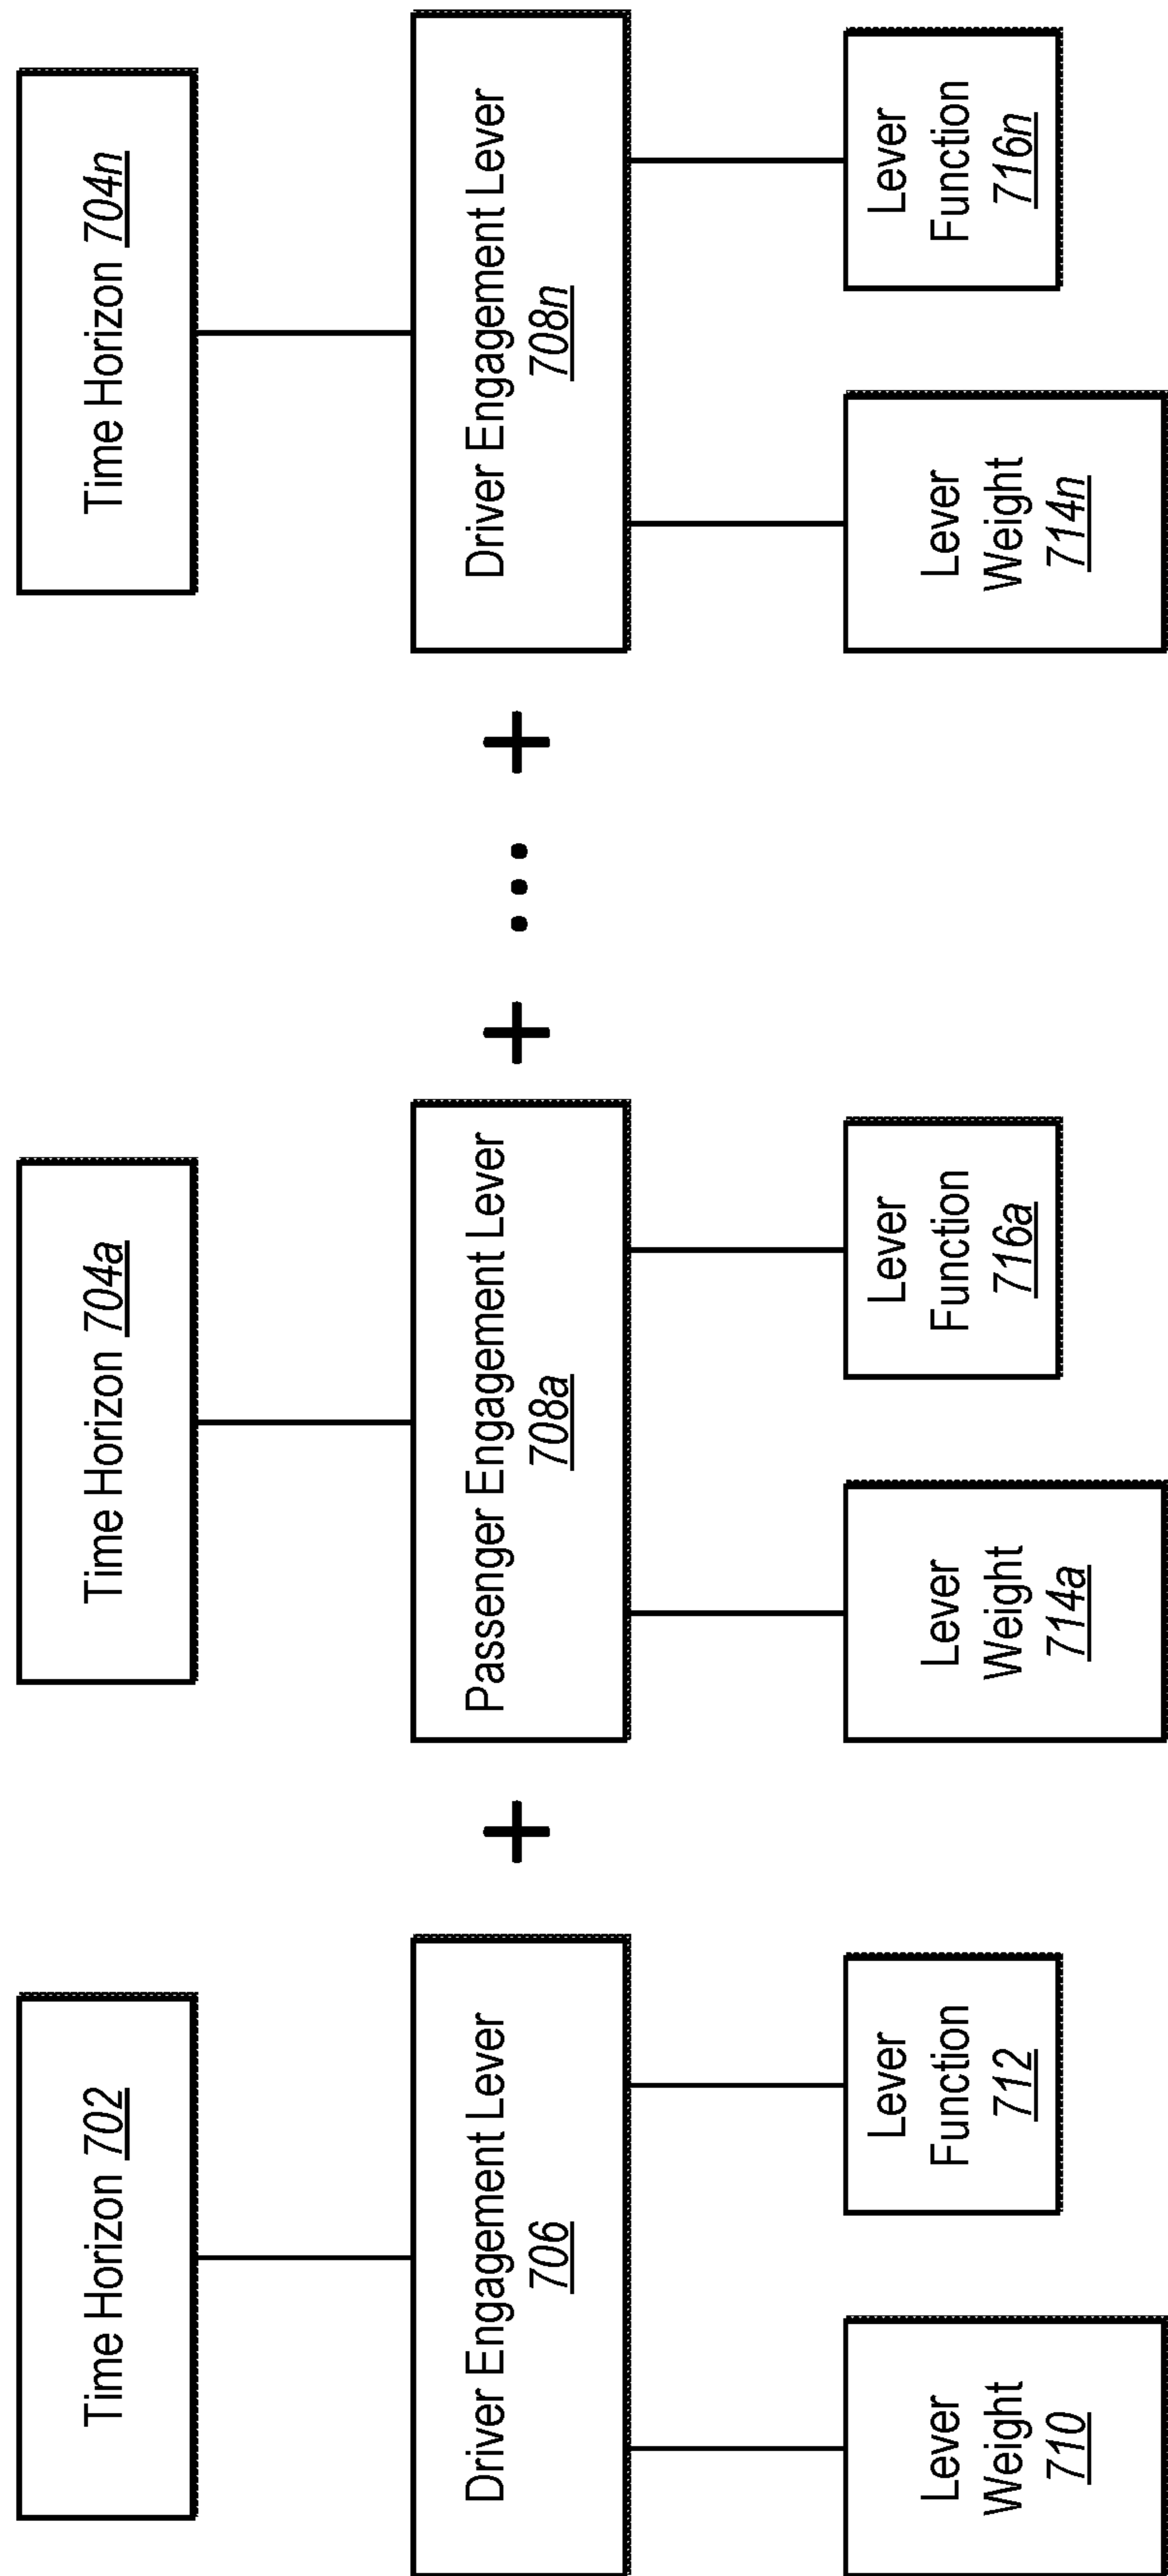 Time Horizon 702
Time Horizon 704a
Time Horizon 704n
Driver Engagement Lever
706
+
Passenger Engagement Lever
708a
+
...
+
Driver Engagement Lever
708n
Lever
Weight
710
Lever
Function
712
Lever
Weight
714a
Lever
Function
716a
Lever
Weight
714n
Lever
Function
716n